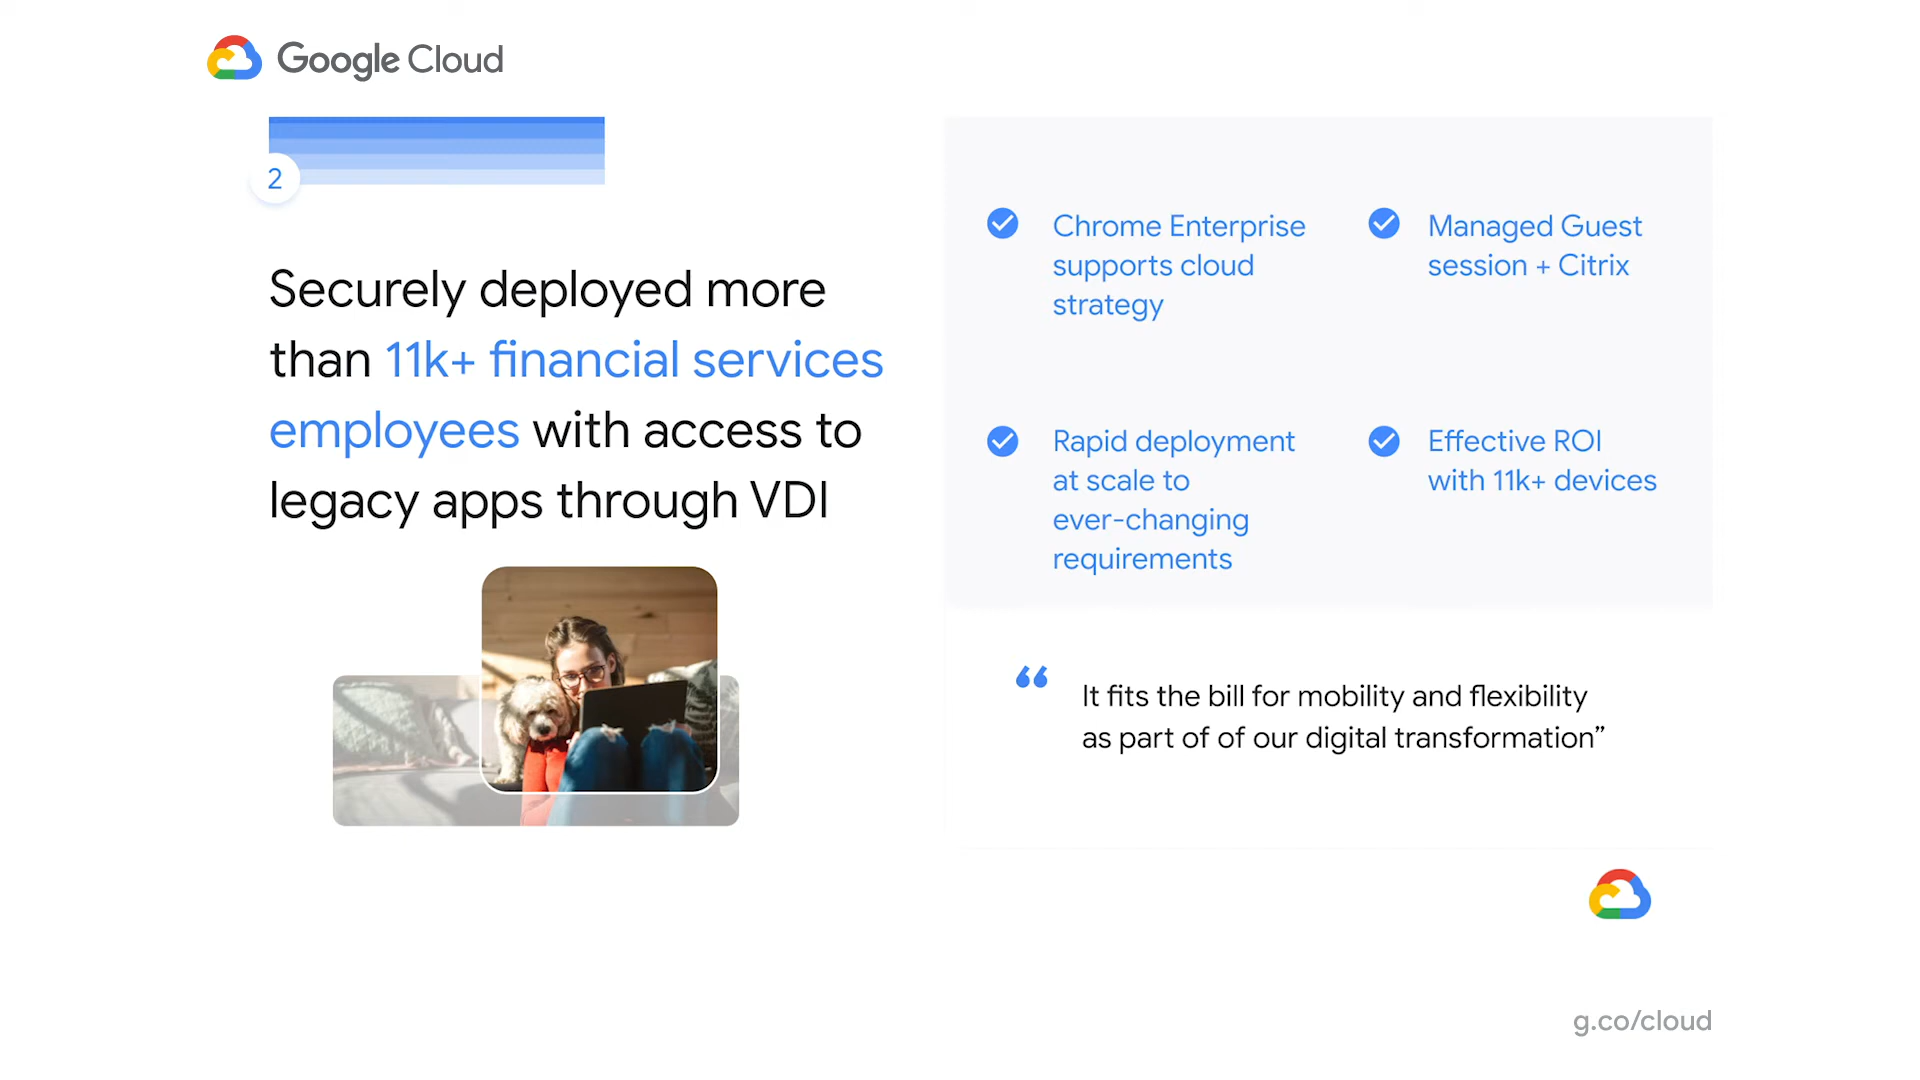 Google Cloud
2
Securely deployed more
than 11k+ financial services
employees with access to
legacy apps through VDI
Chrome Enterprise
supports cloud
strategy
Managed Guest
session + Citrix
Rapid deployment
at scale to
ever-changing
requirements
Effective ROI
with 11k+ devices
“ It fits the bill for mobility and flexibility
as part of of our digital transformation”
g.co/cloud